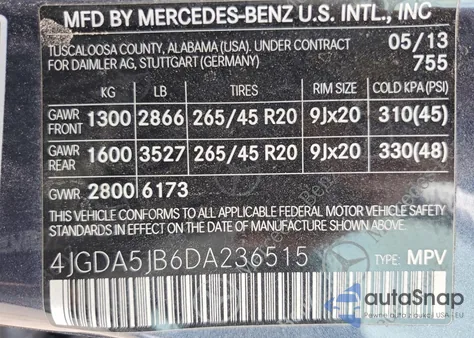 MFD BY MERCEDES-BENZ U.S. INTL., INC
TUSCALOOSA COUNTY, ALABAMA (USA). UNDER CONTRACT 05/13
FOR DAIMLER AG, STUTTGART (GERMANY) 755
KG LB TIRES RIM SIZE COLD KPA (PSI)
GAWR FRONT 1300 2866 265/45 R20 9Jx20 310(45)
GAWR REAR 1600 3527 265/45 R20 9Jx20 330(48)
GVWR 2800 6173
THIS VEHICLE CONFORMS TO ALL APPLICABLE FEDERAL MOTOR VEHICLE
SAFETY STANDARDS IN EFFECT ON THE DATE OF MANUFACTURE SHOWN ABOVE
4JGDA5JB6DA236515 TYPE: MPV
autoSnap